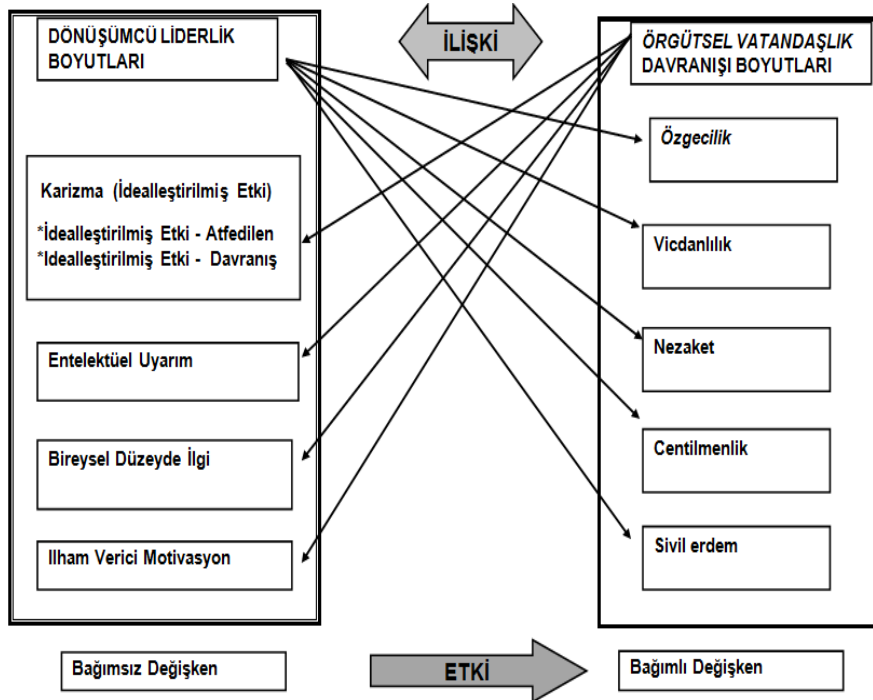 DÖNÜŞÜMCÜ LİDERLİK
BOYUTLARI
İLİŞKİ
ÖRGÜTSEL VATANDAŞLIK
DAVRANIŞI BOYUTLARI
Karizma (İdealleştirilmiş Etki)
*İdealleştirilmiş Etki - Atfedilen
*Idealleştirilmiş Etki - Davranış
Entelektüel Uyarım
Bireysel Düzeyde İlgi
Ilham Verici Motivasyon
Özgecilik
Vicdanlılık
Nezaket
Centilmenlik
Sivil erdem
Bağımsız Değişken
ETKİ
Bağımlı Değişken